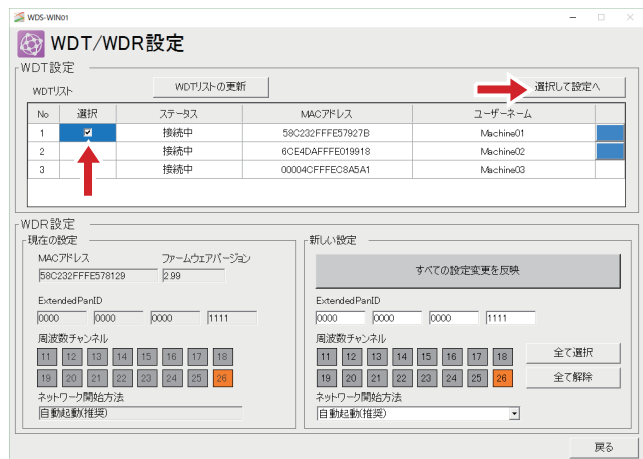 WDS-WIN01
WDT/WDR設定
WDT設定
WDTリスト
WDTリストの更新
選択して設定へ
No 選択 ステータス MACアドレス ユーザーネーム
1 接続中 58C232FFFE57927B Machine01
2 接続中 6CE4DAFFFE019918 Machine02
3 接続中 00004CFFFEC8A5A1 Machine03
WDR設定
現在の設定
MACアドレス ファームウェアバージョン
58C232FFFE578129 2.99
ExtendedPanID
0000 0000 0000 1111
周波数チャンネル
11 12 13 14 15 16 17 18
19 20 21 22 23 24 25 26
ネットワーク開始方法
自動起動(推奨)
新しい設定
すべての設定変更を反映
ExtendedPanID
0000 0000 0000 1111
周波数チャンネル
11 12 13 14 15 16 17 18 全て選択
19 20 21 22 23 24 25 26 全て解除
ネットワーク開始方法
自動起動(推奨)
戻る